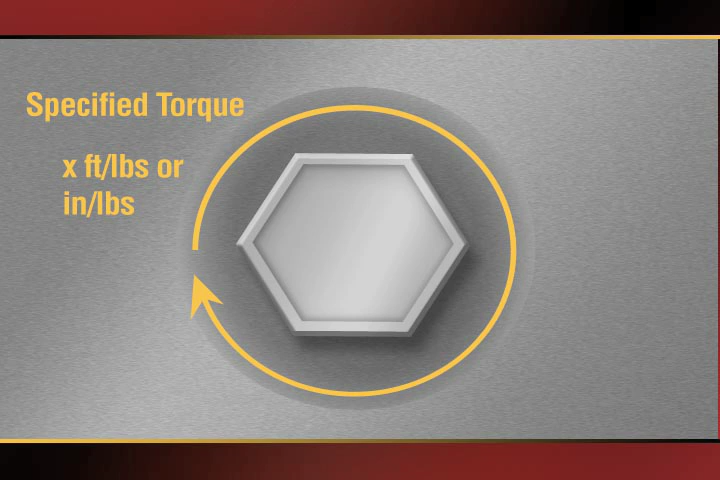 Specified Torque
x ft/lbs or
in/lbs